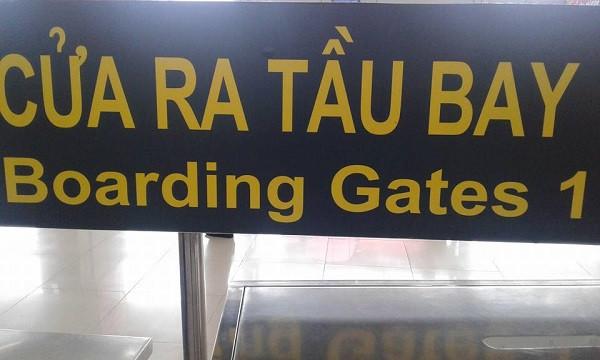 CỬA RA TẦU BAY
Boarding Gates 1